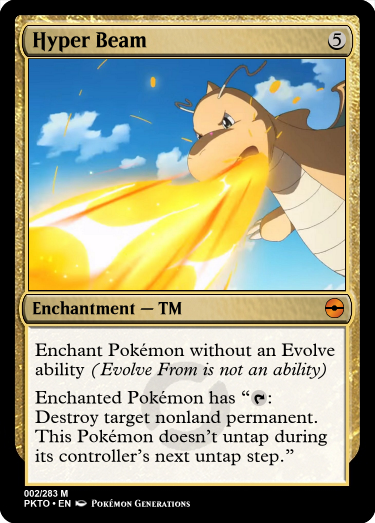 Hyper Beam 5
Enchantment — TM
Enchant Pokémon without an Evolve
ability (Evolve From is not an ability)
Enchanted Pokémon has “:
Destroy target nonland permanent.
This Pokémon doesn’t untap during
its controller’s next untap step.”
002/283 M
PKTO • EN Pokémon Generations